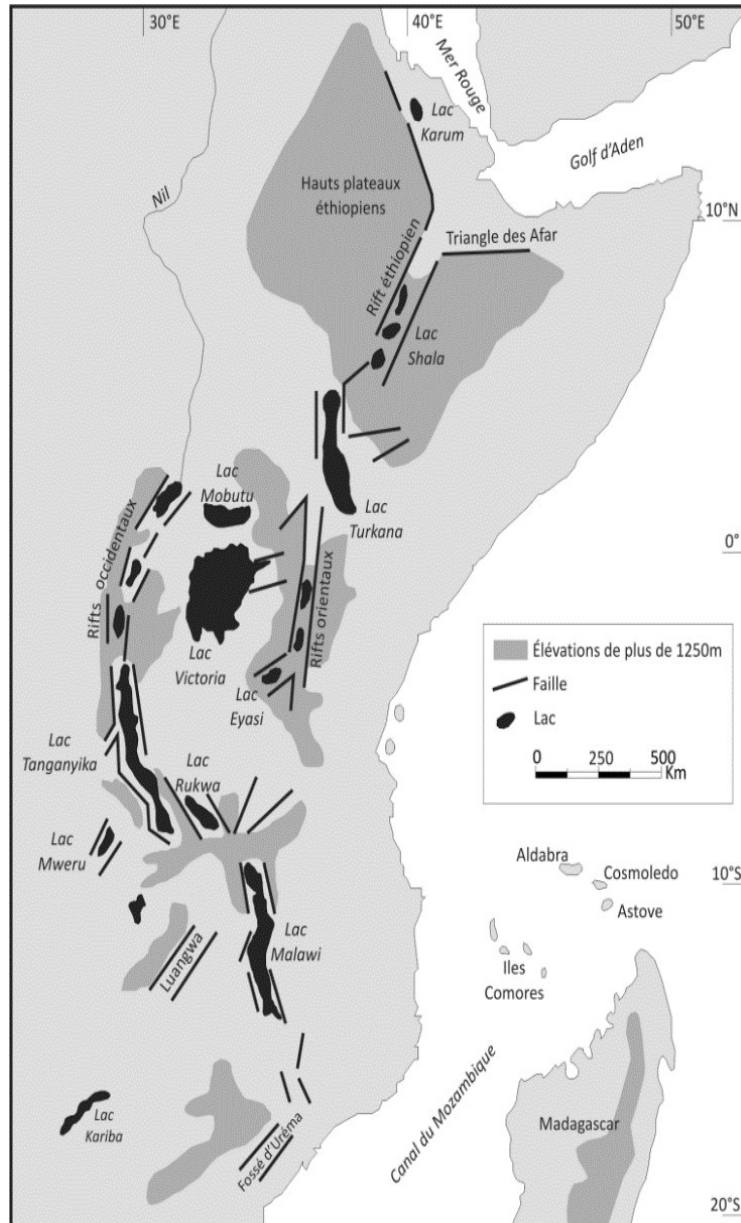 30°E
40°E
50°E
Mer Rouge
Lac
Karum
Golf d'Aden
Nil
Hauts plateaux
éthiopiens
10°N
Triangle des Afar
Rift éthiopien
Lac
Shala
Lac
Mobutu
Lac
Turkana
0°
Rifts occidentaux
Rifts orientaux
Lac
Victoria
Lac
Eyasi
Élévations de plus de 1250m
Faille
Lac
0 250 500
Km
Lac
Tanganyika
Lac
Rukwa
Lac
Mweru
Aldabra
10°S
Cosmoledo
Astove
Luangwa
Lac
Malawi
Iles
Comores
Canal du Mozambique
Lac
Kariba
Madagascar
Fossé d'Uréma
20°S